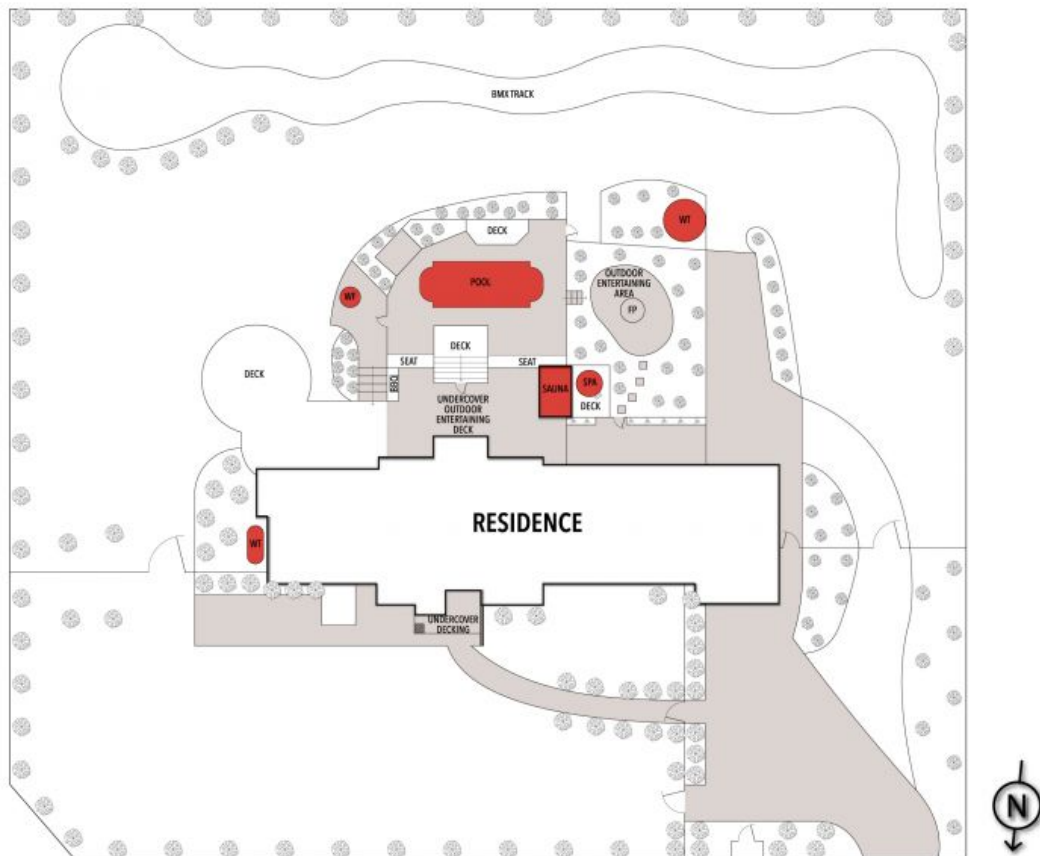 BMX TRACK
WT
DECK
OUTDOOR
ENTERTAINING
AREA
POOL
WF
FP
DECK
SEAT
SEAT
DECK
BBQ
SAUNA
SPA
DECK
UNDERCOVER
OUTDOOR
ENTERTAINING
DECK
RESIDENCE
WT
UNDERCOVER
DECKING
N